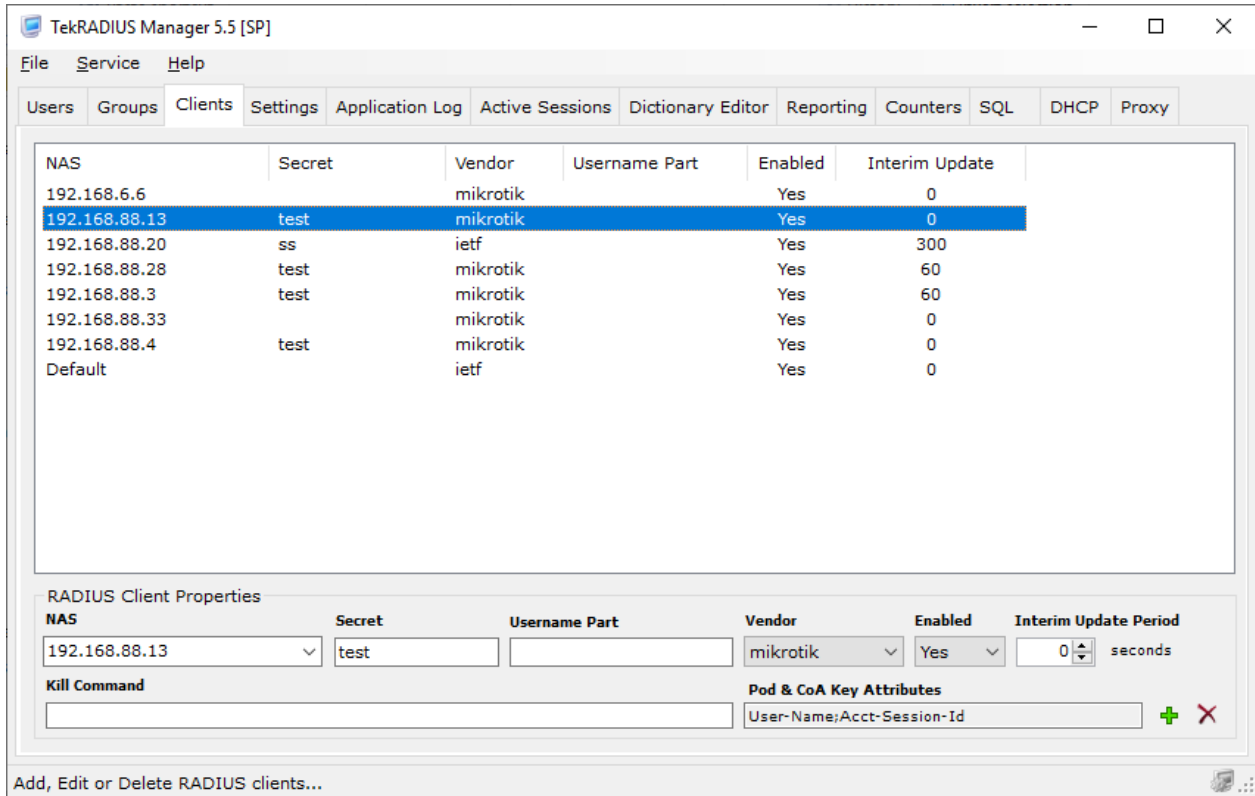 TekRADIUS Manager 5.5 [SP]
File Service Help
Users Groups Clients Settings Application Log Active Sessions Dictionary Editor Reporting Counters SQL DHCP Proxy
NAS Secret Vendor Username Part Enabled Interim Update
192.168.6.6 mikrotik Yes 0
192.168.88.13 test mikrotik Yes 0
192.168.88.20 ss ietf Yes 300
192.168.88.28 test mikrotik Yes 60
192.168.88.3 test mikrotik Yes 60
192.168.88.33 mikrotik Yes 0
192.168.88.4 test mikrotik Yes 0
Default ietf Yes 0
RADIUS Client Properties
NAS Secret Username Part Vendor Enabled Interim Update Period
192.168.88.13 test mikrotik Yes 0 seconds
Kill Command Pod & CoA Key Attributes
User-Name;Acct-Session-Id
Add, Edit or Delete RADIUS clients...